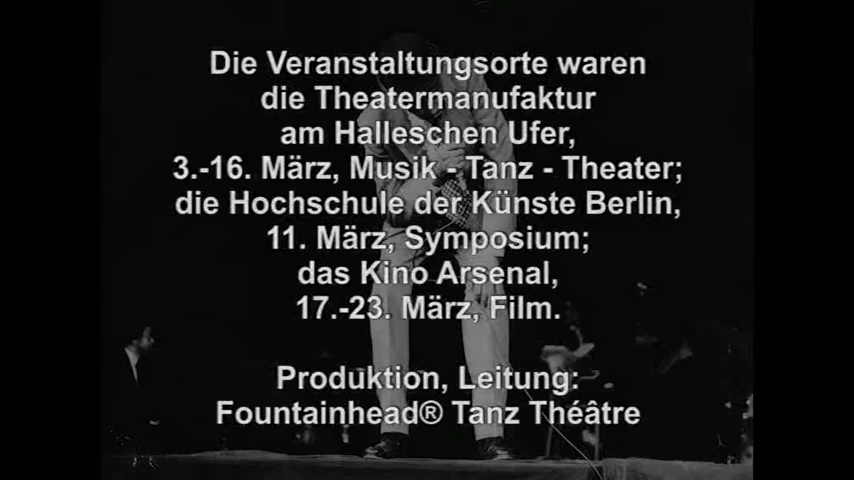 Die Veranstaltungsorte waren
die Theatermanufaktur
am Halleschen Ufer,
3.-16. März, Musik - Tanz - Theater;
die Hochschule der Künste Berlin,
11. März, Symposium;
das Kino Arsenal,
17.-23. März, Film.
Produktion, Leitung:
Fountainhead® Tanz Théâtre